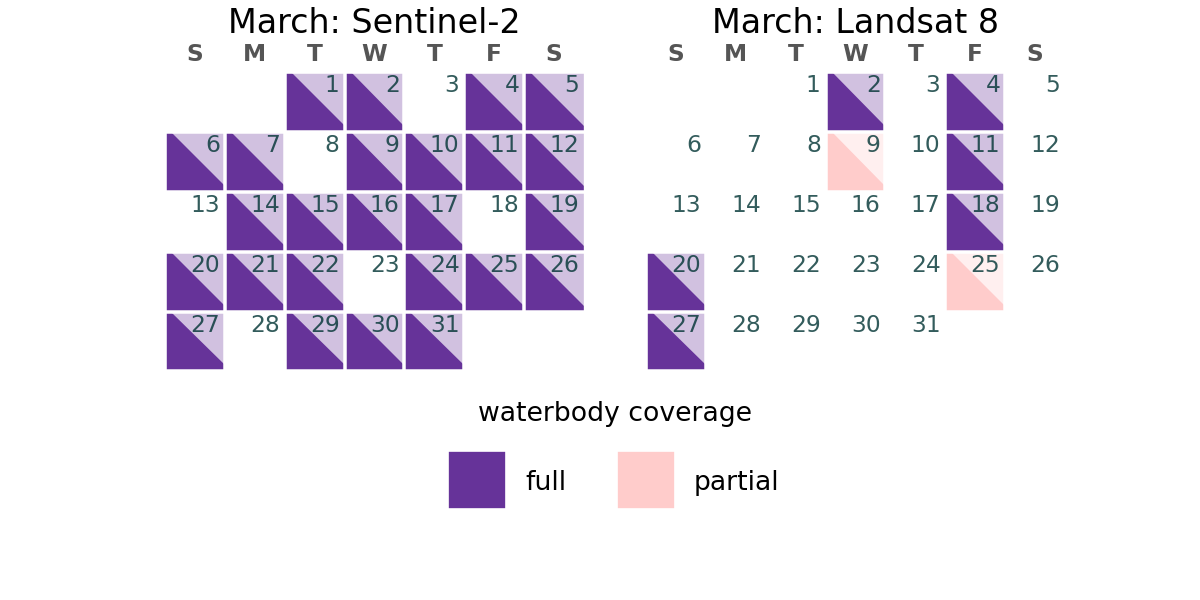 March: Sentinel-2
S M T W T F S
1 2 3 4 5
6 7 8 9 10 11 12
13 14 15 16 17 18 19
20 21 22 23 24 25 26
27 28 29 30 31
March: Landsat 8
S M T W T F S
1 2 3 4 5
6 7 8 9 10 11 12
13 14 15 16 17 18 19
20 21 22 23 24 25 26
27 28 29 30 31
waterbody coverage
full
partial